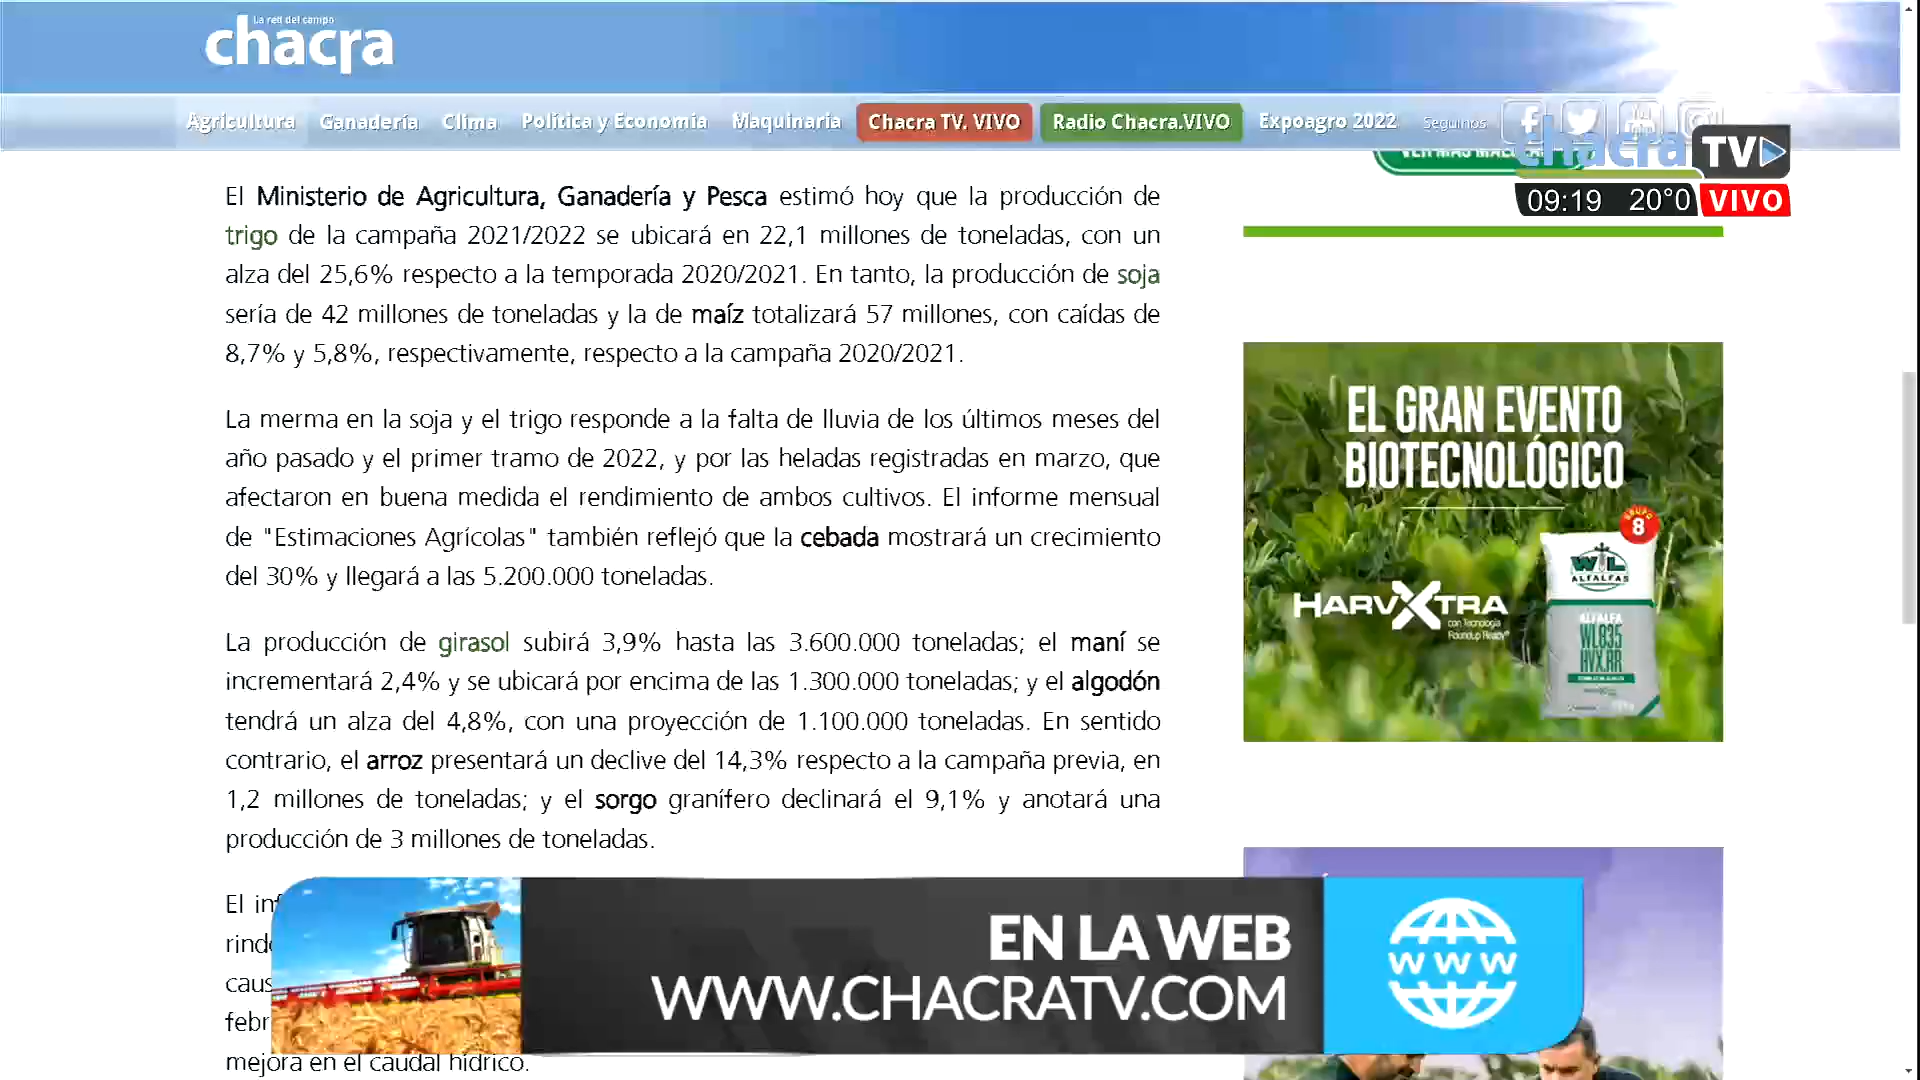 La red del campo
chacra
Agricultura Ganadería Clima Política y Economía Maquinaria Chacra TV. VIVO Radio Chacra.VIVO Expoagro 2022 Seguinos
chacra TV
09:19 20°0 VIVO
El Ministerio de Agricultura, Ganadería y Pesca estimó hoy que la producción de
trigo de la campaña 2021/2022 se ubicará en 22,1 millones de toneladas, con un
alza del 25,6% respecto a la temporada 2020/2021. En tanto, la producción de soja
sería de 42 millones de toneladas y la de maíz totalizará 57 millones, con caídas de
8,7% y 5,8%, respectivamente, respecto a la campaña 2020/2021.
La merma en la soja y el trigo responde a la falta de lluvia de los últimos meses del
año pasado y el primer tramo de 2022, y por las heladas registradas en marzo, que
afectaron en buena medida el rendimiento de ambos cultivos. El informe mensual
de "Estimaciones Agrícolas" también reflejó que la cebada mostrará un crecimiento
del 30% y llegará a las 5.200.000 toneladas.
La producción de girasol subirá 3,9% hasta las 3.600.000 toneladas; el maní se
incrementará 2,4% y se ubicará por encima de las 1.300.000 toneladas; y el algodón
tendrá un alza del 4,8%, con una proyección de 1.100.000 toneladas. En sentido
contrario, el arroz presentará un declive del 14,3% respecto a la campaña previa, en
1,2 millones de toneladas; y el sorgo granífero declinará el 9,1% y anotará una
producción de 3 millones de toneladas.
El
mejora en el caudal hídrico.
EL GRAN EVENTO
BIOTECNOLÓGICO
HARVXTRA
con Tecnología
Roundup Ready
GRUPO
8
WL
ALFALFAS
ALFALFA
WL835
HVX.RR
EN LA WEB
WWW.CHACRATV.COM
WWW